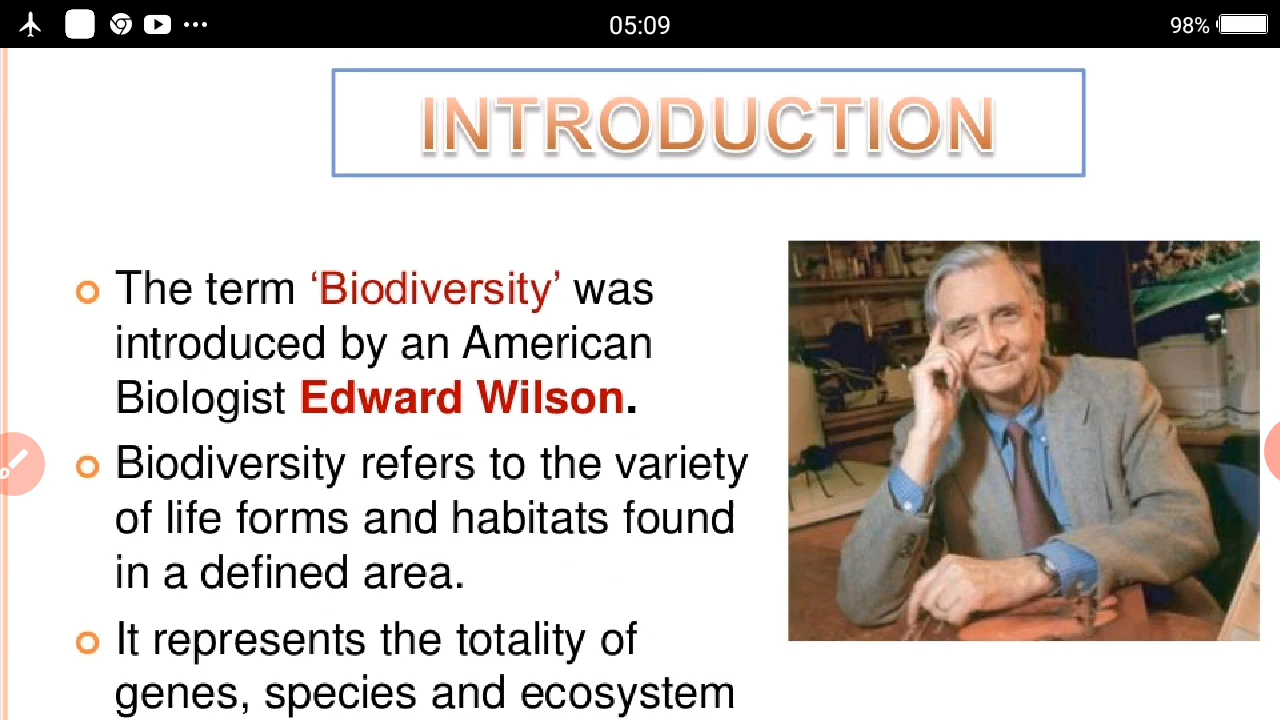 05:09
98%
INTRODUCTION
The term ‘Biodiversity’ was
introduced by an American
Biologist Edward Wilson.
Biodiversity refers to the variety
of life forms and habitats found
in a defined area.
It represents the totality of
genes, species and ecosystem